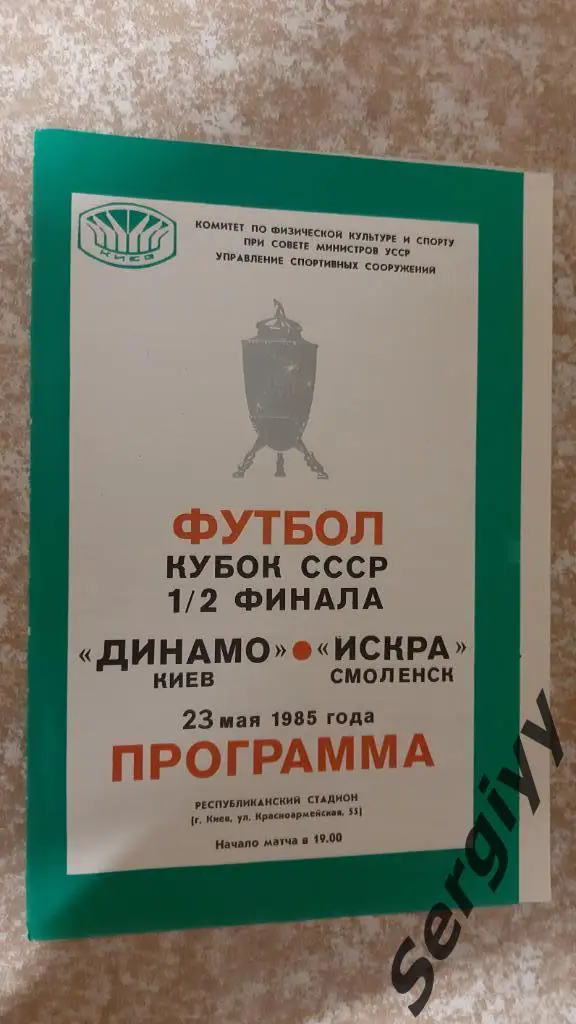 КИЕВ
КОМИТЕТ ПО ФИЗИЧЕСКОЙ КУЛЬТУРЕ И СПОРТУ
ПРИ СОВЕТЕ МИНИСТРОВ УССР
УПРАВЛЕНИЕ СПОРТИВНЫХ СООРУЖЕНИЙ
ФУТБОЛ
КУБОК СССР
1/2 ФИНАЛА
«ДИНАМО» ● «ИСКРА»
КИЕВ СМОЛЕНСК
23 мая 1985 года
ПРОГРАММА
РЕСПУБЛИКАНСКИЙ СТАДИОН
(г. Киев, ул. Красноармейская, 55)
Начало матча в 19.00
Sergivy